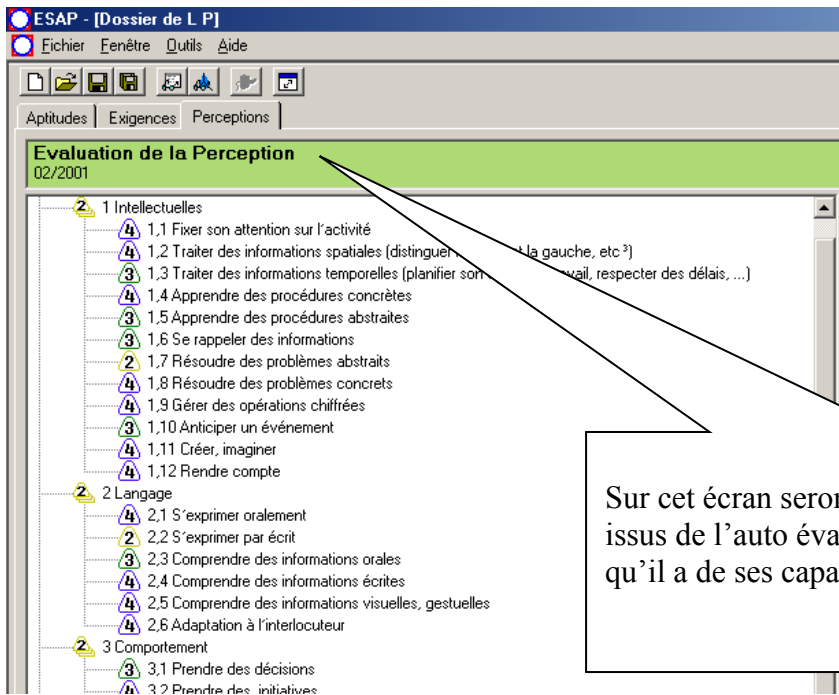 ESAP - [Dossier de L P]
Fichier Fenêtre Outils Aide
Aptitudes Exigences Perceptions
Evaluation de la Perception
02/2001
2 1 Intellectuelles
4 1,1 Fixer son attention sur l'activité
4 1,2 Traiter des informations spatiales (distinguer la gauche, etc ³)
3 1,3 Traiter des informations temporelles (planifier son respecter des délais, ...)
4 1,4 Apprendre des procédures concrètes
3 1,5 Apprendre des procédures abstraites
3 1,6 Se rappeler des informations
2 1,7 Résoudre des problèmes abstraits
4 1,8 Résoudre des problèmes concrets
4 1,9 Gérer des opérations chiffrées
3 1,10 Anticiper un événement
4 1,11 Créer, imaginer
4 1,12 Rendre compte
2 2 Langage
4 2,1 S'exprimer oralement
2 2,2 S'exprimer par écrit
3 2,3 Comprendre des informations orales
4 2,4 Comprendre des informations écrites
4 2,5 Comprendre des informations visuelles, gestuelles
4 2,6 Adaptation à l'interlocuteur
2 3 Comportement
3 3,1 Prendre des décisions
4 3,2 Prendre des initiatives
Sur cet écran seron
issus de l'auto éva
qu'il a de ses capa